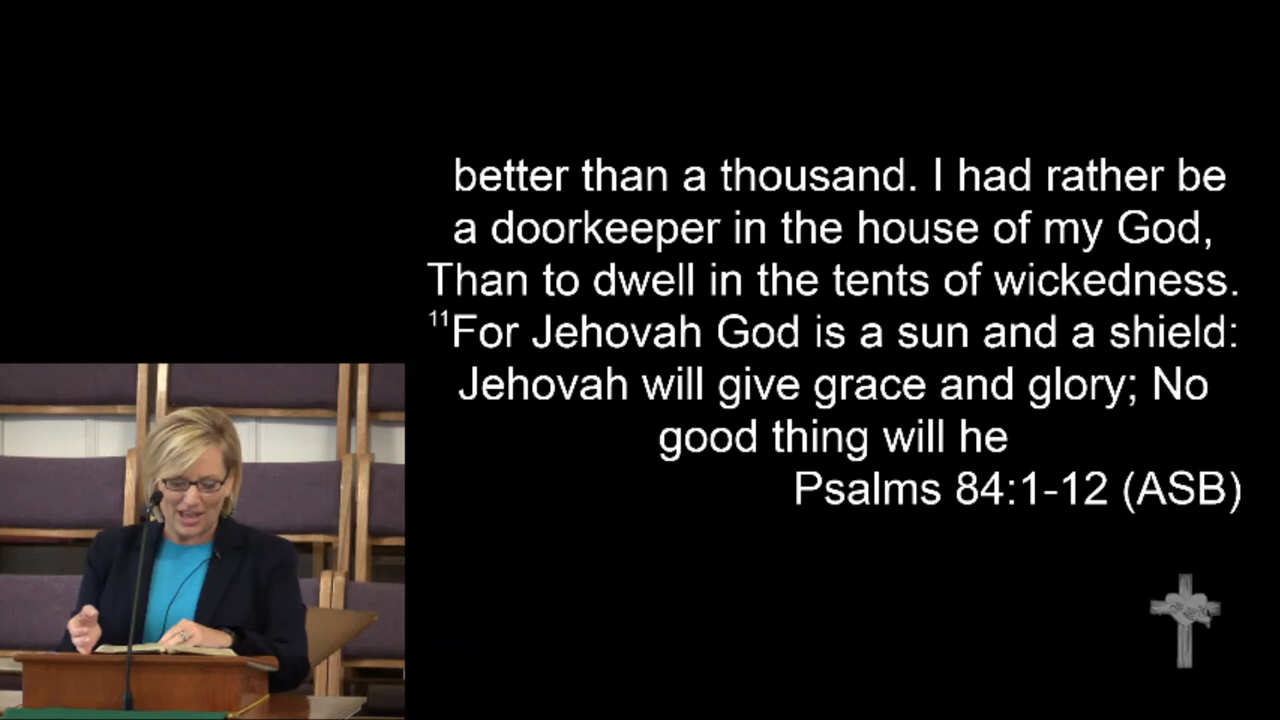 better than a thousand. I had rather be
a doorkeeper in the house of my God,
Than to dwell in the tents of wickedness.
¹¹For Jehovah God is a sun and a shield:
Jehovah will give grace and glory; No
good thing will he
Psalms 84:1-12 (ASB)